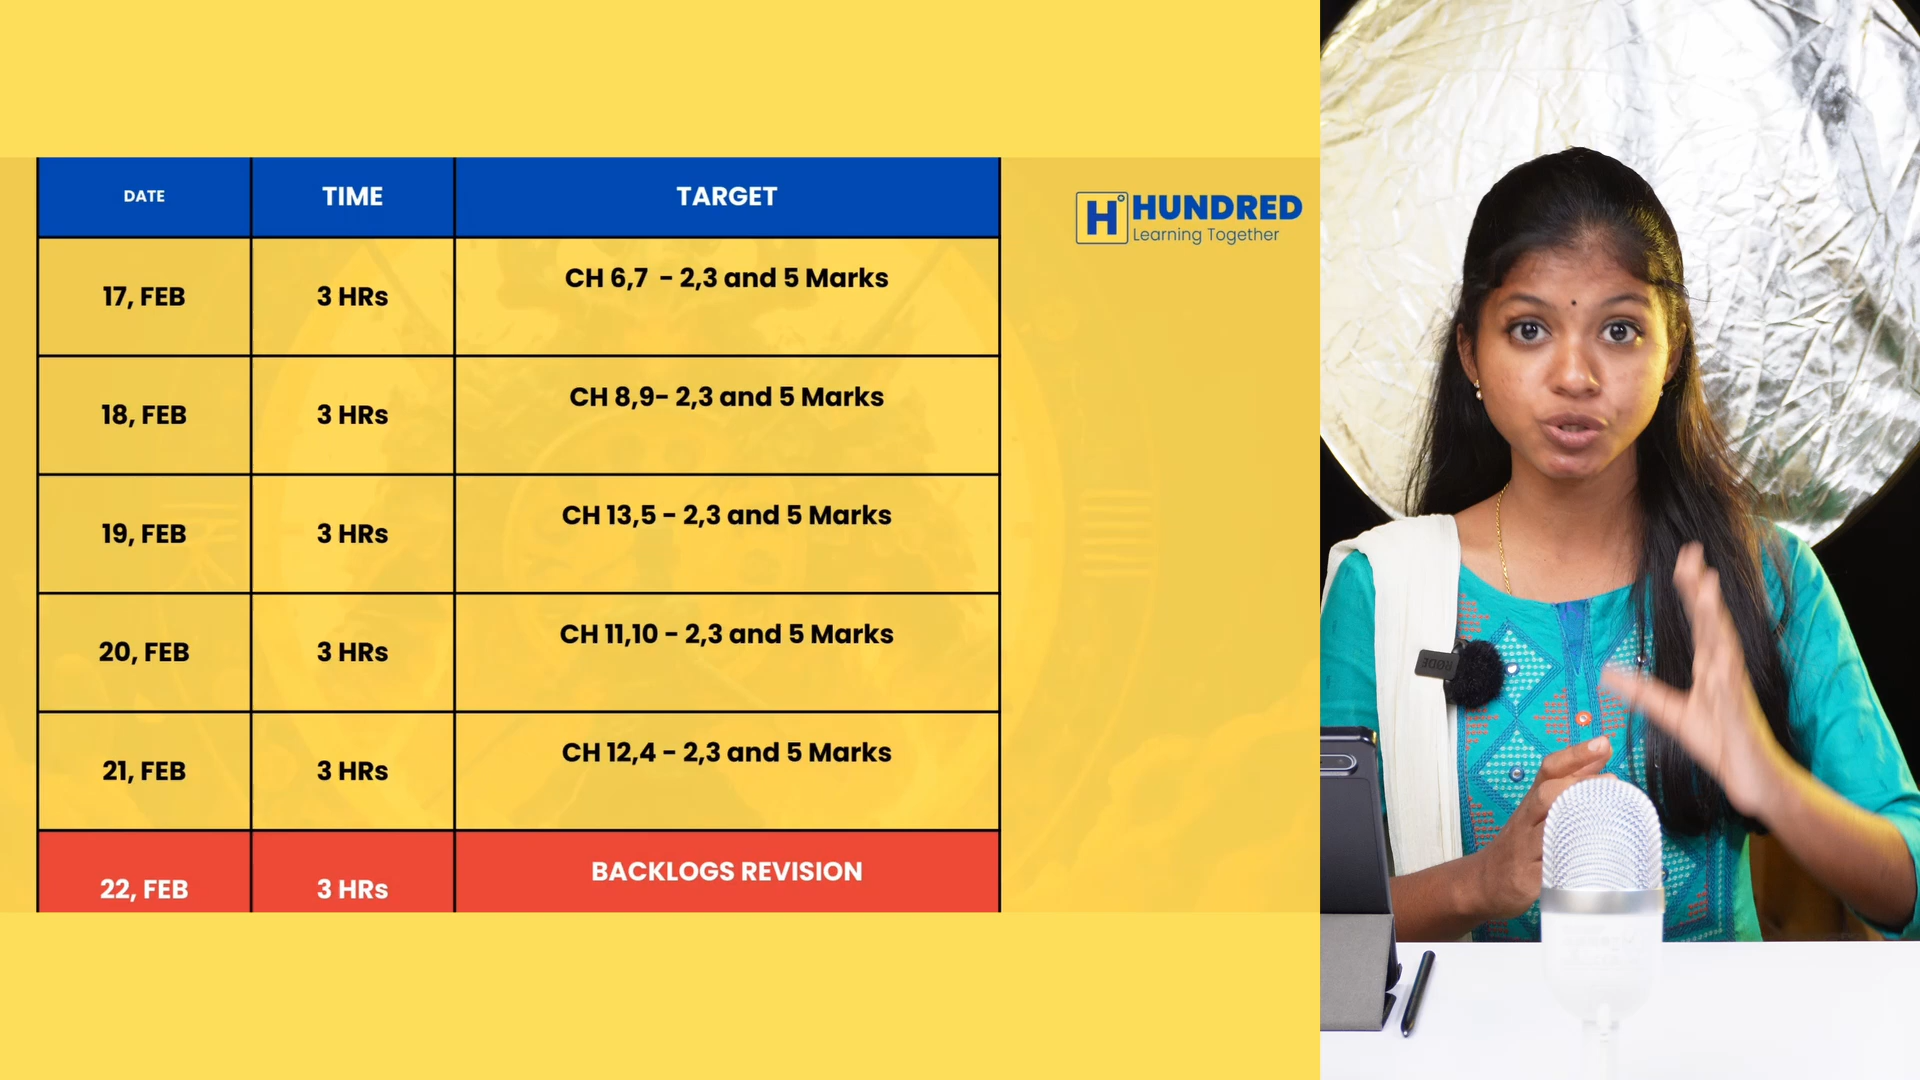 DATE TIME TARGET
17, FEB 3 HRs CH 6,7 - 2,3 and 5 Marks
18, FEB 3 HRs CH 8,9- 2,3 and 5 Marks
19, FEB 3 HRs CH 13,5 - 2,3 and 5 Marks
20, FEB 3 HRs CH 11,10 - 2,3 and 5 Marks
21, FEB 3 HRs CH 12,4 - 2,3 and 5 Marks
22, FEB 3 HRs BACKLOGS REVISION
H HUNDRED
Learning Together
RØDE